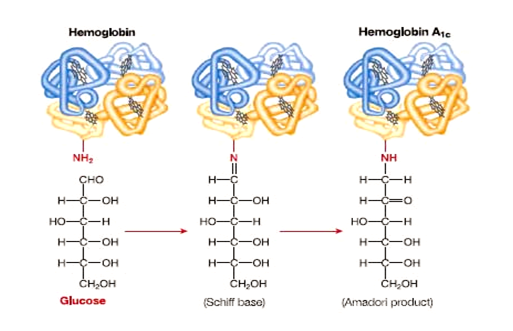 Hemoglobin
Hemoglobin A1c
NH2
N
NH
CHO
H-C
H-C-H
H-C-OH
H-C-OH
H-C=O
HO-C-H
HO-C-H
HO-C-H
H-C-OH
H-C-OH
H-C-OH
H-C-OH
H-C-OH
H-C-OH
CH2OH
CH2OH
CH2OH
Glucose
(Schiff base)
(Amadori product)